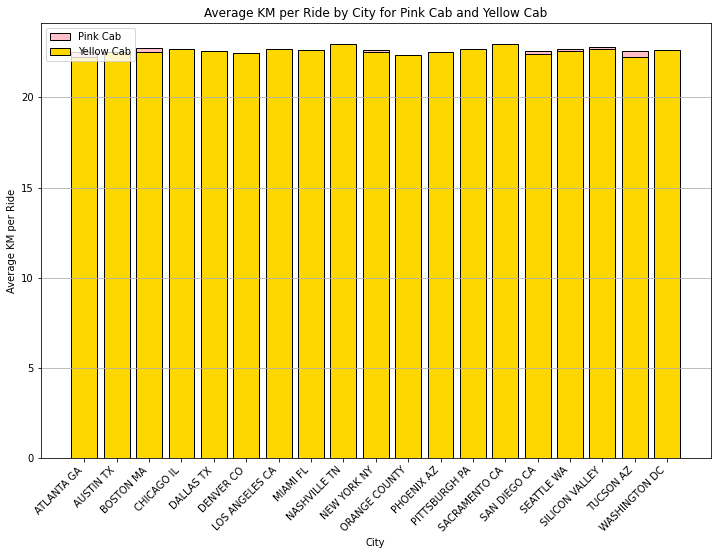 Average KM per Ride by City for Pink Cab and Yellow Cab
Pink Cab
Yellow Cab
Average KM per Ride
20
15
10
5
0
ATLANTA GA
AUSTIN TX
BOSTON MA
CHICAGO IL
DALLAS TX
DENVER CO
LOS ANGELES CA
MIAMI FL
NASHVILLE TN
NEW YORK NY
ORANGE COUNTY
PHOENIX AZ
PITTSBURGH PA
SACRAMENTO CA
SAN DIEGO CA
SEATTLE WA
SILICON VALLEY
TUCSON AZ
WASHINGTON DC
City